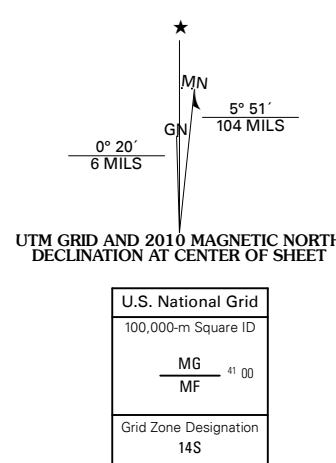 ★
MN
GN
5° 51´
104 MILS
0° 20´
6 MILS
UTM GRID AND 2010 MAGNETIC NORTH
DECLINATION AT CENTER OF SHEET
U.S. National Grid
100,000-m Square ID
MG
41 00
MF
Grid Zone Designation
14S